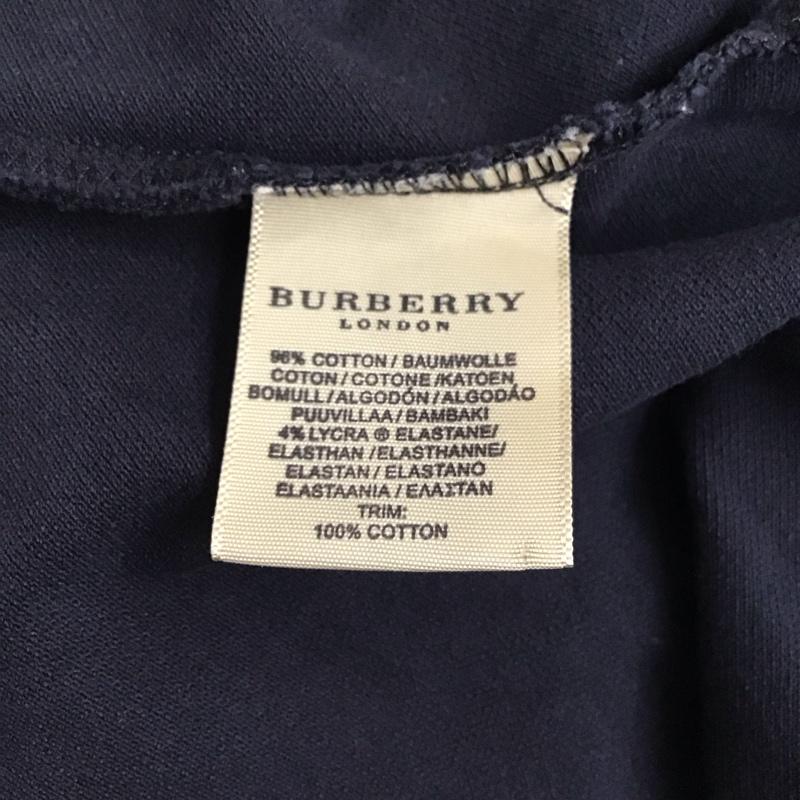 BURBERRY
LONDON
96% COTTON / BAUMWOLLE
COTON / COTONE /KATOEN
BOMULL / ALGODÓN / ALGODÃO
PUUVILLAA / BAMBAKI
4% LYCRA ® ELASTANE/
ELASTHAN /ELASTHANNE/
ELASTAN / ELASTANO
ELASTAANIA / ΕΛΑΣΤΑΝ
TRIM:
100% COTTON